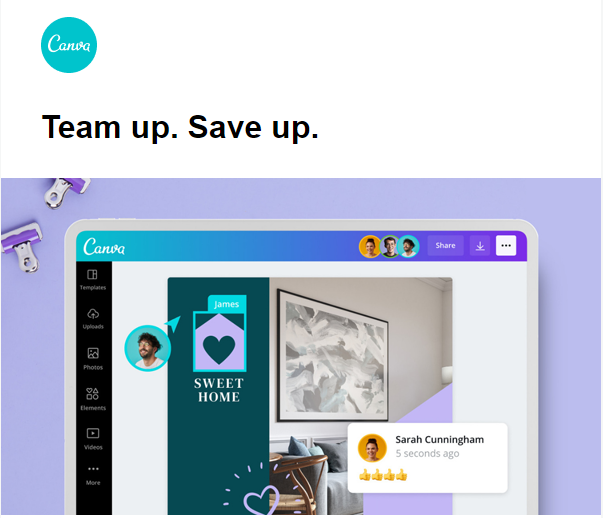 Canva
Team up. Save up.
Canva
Share
Templates
James
Uploads
Photos
SWEET
HOME
Elements
Sarah Cunningham
5 seconds ago
👍👍👍👍
Videos
More